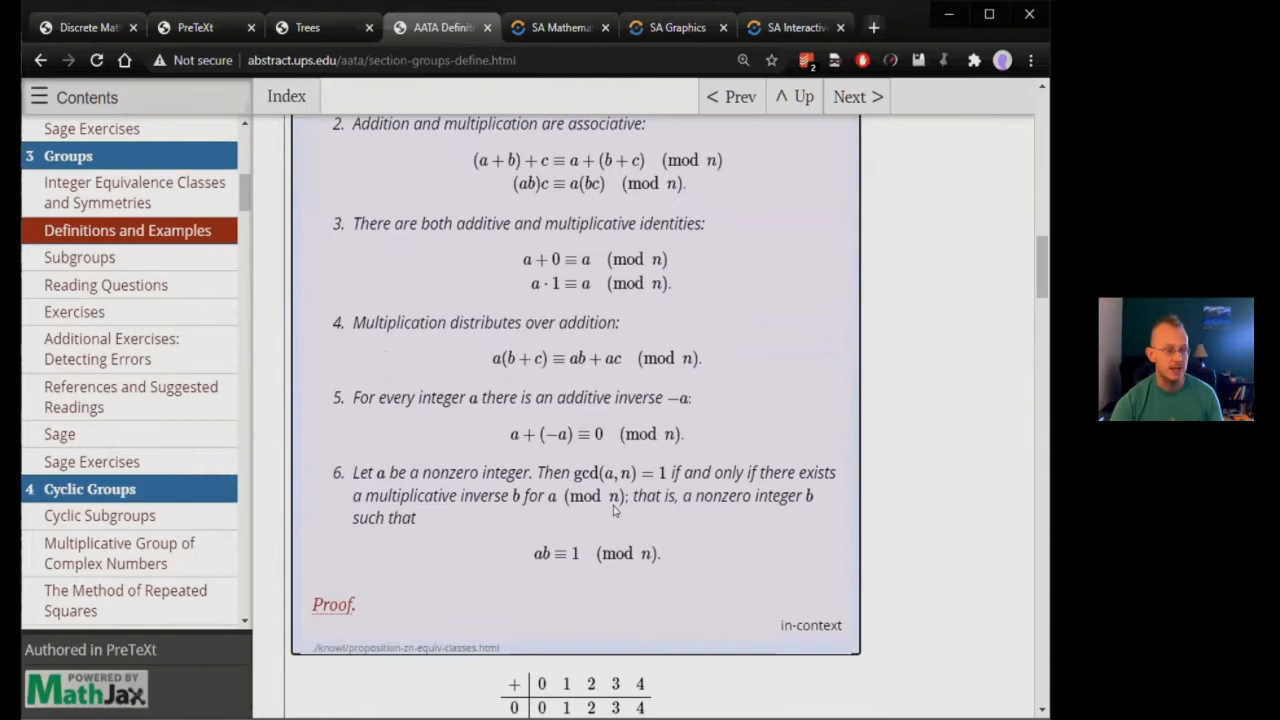 Discrete Mat
PreTeXt
Trees
AATA Definiti
SA Mathema
SA Graphics
SA Interactiv
Not secure
abstract.ups.edu/aata/section-groups-define.html
2
Contents
Index
< Prev
^ Up
Next >
Sage Exercises
3 Groups
Integer Equivalence Classes
and Symmetries
Definitions and Examples
Subgroups
Reading Questions
Exercises
Additional Exercises:
Detecting Errors
References and Suggested
Readings
Sage
Sage Exercises
4 Cyclic Groups
Cyclic Subgroups
Multiplicative Group of
Complex Numbers
The Method of Repeated
Squares
Authored in PreTeXt
POWERED BY
MathJax
2. Addition and multiplication are associative:
(a + b) + c ≡ a + (b + c) (mod n)
(ab)c ≡ a(bc) (mod n).
3. There are both additive and multiplicative identities:
a + 0 ≡ a (mod n)
a · 1 ≡ a (mod n).
4. Multiplication distributes over addition:
a(b + c) ≡ ab + ac (mod n).
5. For every integer a there is an additive inverse −a:
a + (−a) ≡ 0 (mod n).
6. Let a be a nonzero integer. Then gcd(a, n) = 1 if and only if there exists
a multiplicative inverse b for a (mod n); that is, a nonzero integer b
such that
ab ≡ 1 (mod n).
Proof.
in-context
./knowl/proposition-zn-equiv-classes.html
+ 0 1 2 3 4
0 0 1 2 3 4